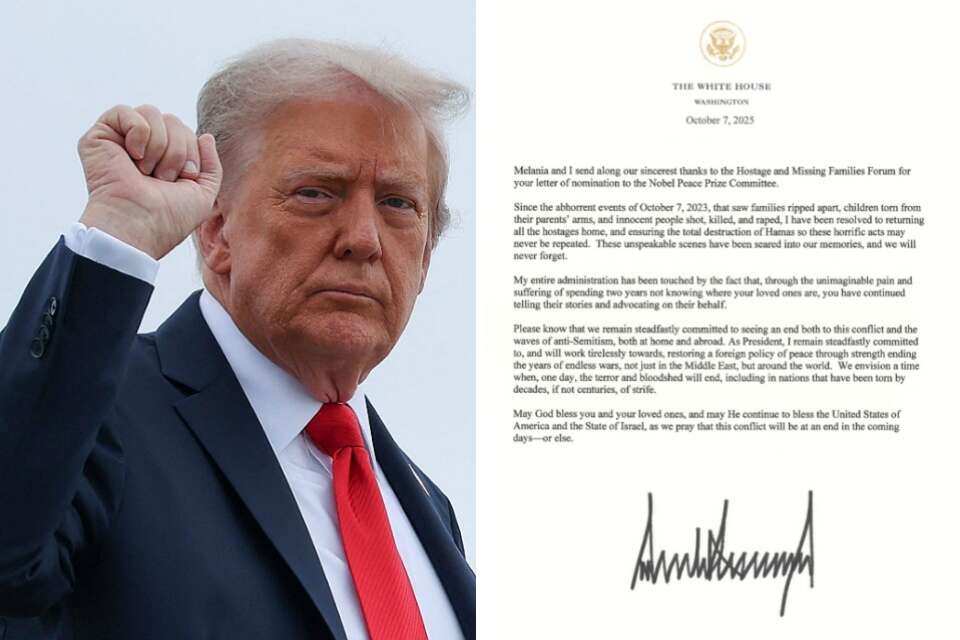 THE WHITE HOUSE
WASHINGTON
October 7, 2025
Melania and I send along our sincerest thanks to the Hostage and Missing Families Forum for
your letter of nomination to the Nobel Peace Prize Committee.
Since the abhorrent events of October 7, 2023, that saw families ripped apart, children torn from
their parents' arms, and innocent people shot, killed, and raped, I have been resolved to returning
all the hostages home, and ensuring the total destruction of Hamas so these horrific acts may
never be repeated. These unspeakable scenes have been seared into our memories, and we will
never forget.
My entire administration has been touched by the fact that, through the unimaginable pain and
suffering of spending two years not knowing where your loved ones are, you have continued
telling their stories and advocating on their behalf.
Please know that we remain steadfastly committed to seeing an end both to this conflict and the
waves of anti-Semitism, both at home and abroad. As President, I remain steadfastly committed
to, and will work tirelessly towards, restoring a foreign policy of peace through strength ending
the years of endless wars, not just in the Middle East, but around the world. We envision a time
when, one day, the terror and bloodshed will end, including in nations that have been torn by
decades, if not centuries, of strife.
May God bless you and your loved ones, and may He continue to bless the United States of
America and the State of Israel, as we pray that this conflict will be at an end in the coming
days—or else.